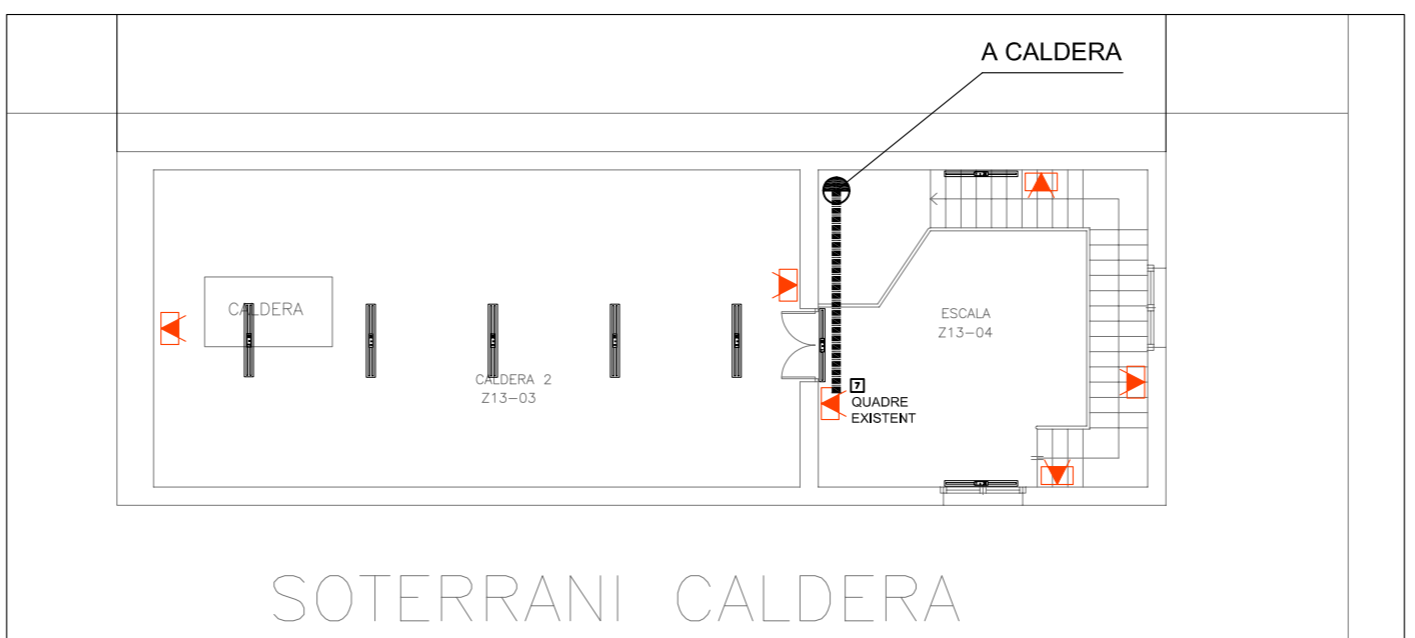 A CALDERA
CALDERA
ESCALA
Z13-04
CALDERA 2
Z13-03
7
QUADRE
EXISTENT
SOTERRANI CALDERA